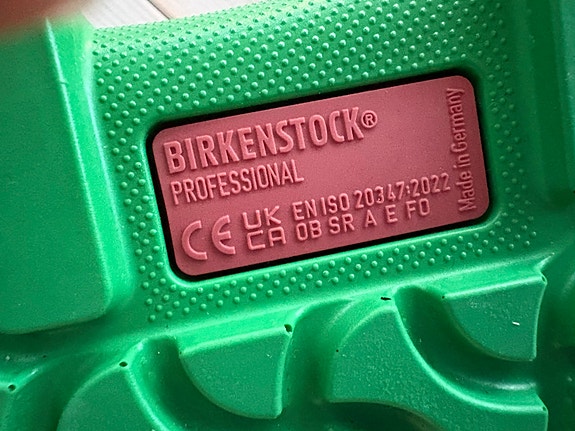 BIRKENSTOCK®
PROFESSIONAL
CE UK CA EN ISO 20347:2022
OB SR A E FO
Made in Germany